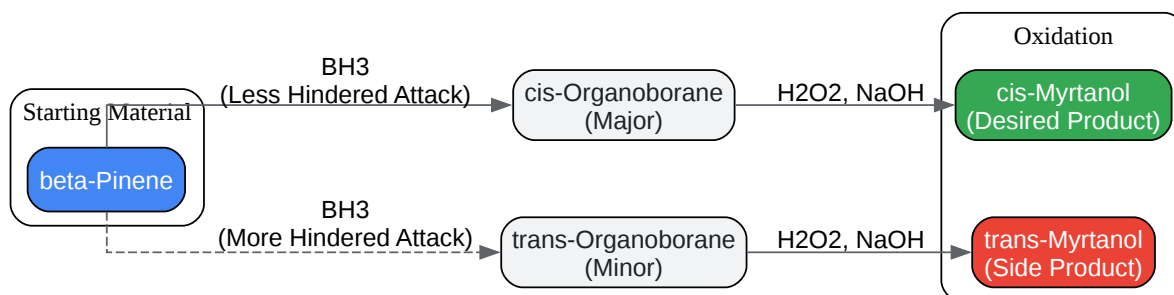 Oxidation
BH3
(Less Hindered Attack)
cis-Organoborane
(Major)
H2O2, NaOH
cis-Myrtanol
(Desired Product)
Starting Material
beta-Pinene
BH3
(More Hindered Attack)
trans-Organoborane
(Minor)
H2O2, NaOH
trans-Myrtanol
(Side Product)